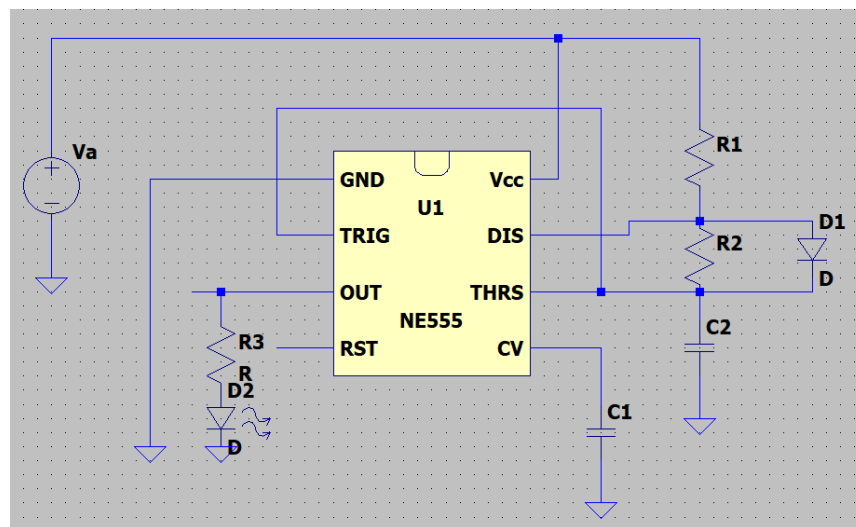 Va
R1
GND
Vcc
U1
TRIG
DIS
D1
R2
D
OUT
THRS
NE555
C2
R3
RST
CV
R
D2
C1
D